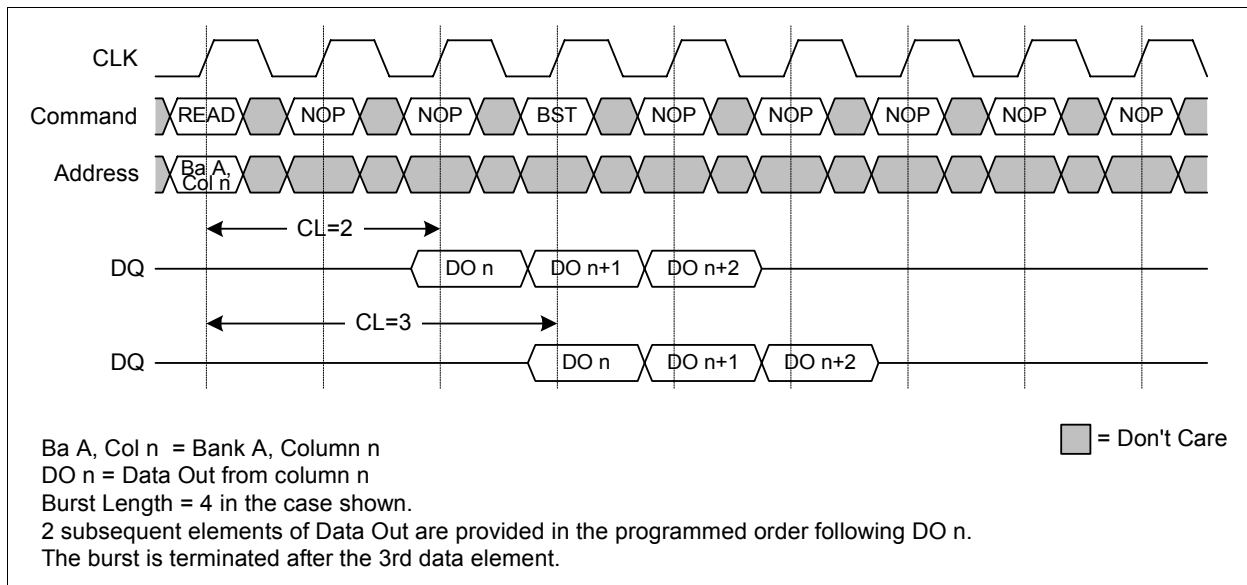 CLK
Command READ NOP NOP BST NOP NOP NOP NOP NOP
Address Ba A,
Col n
CL=2
DQ DO n DO n+1 DO n+2
CL=3
DQ DO n DO n+1 DO n+2
Ba A, Col n = Bank A, Column n
= Don't Care
DO n = Data Out from column n
Burst Length = 4 in the case shown.
2 subsequent elements of Data Out are provided in the programmed order following DO n.
The burst is terminated after the 3rd data element.